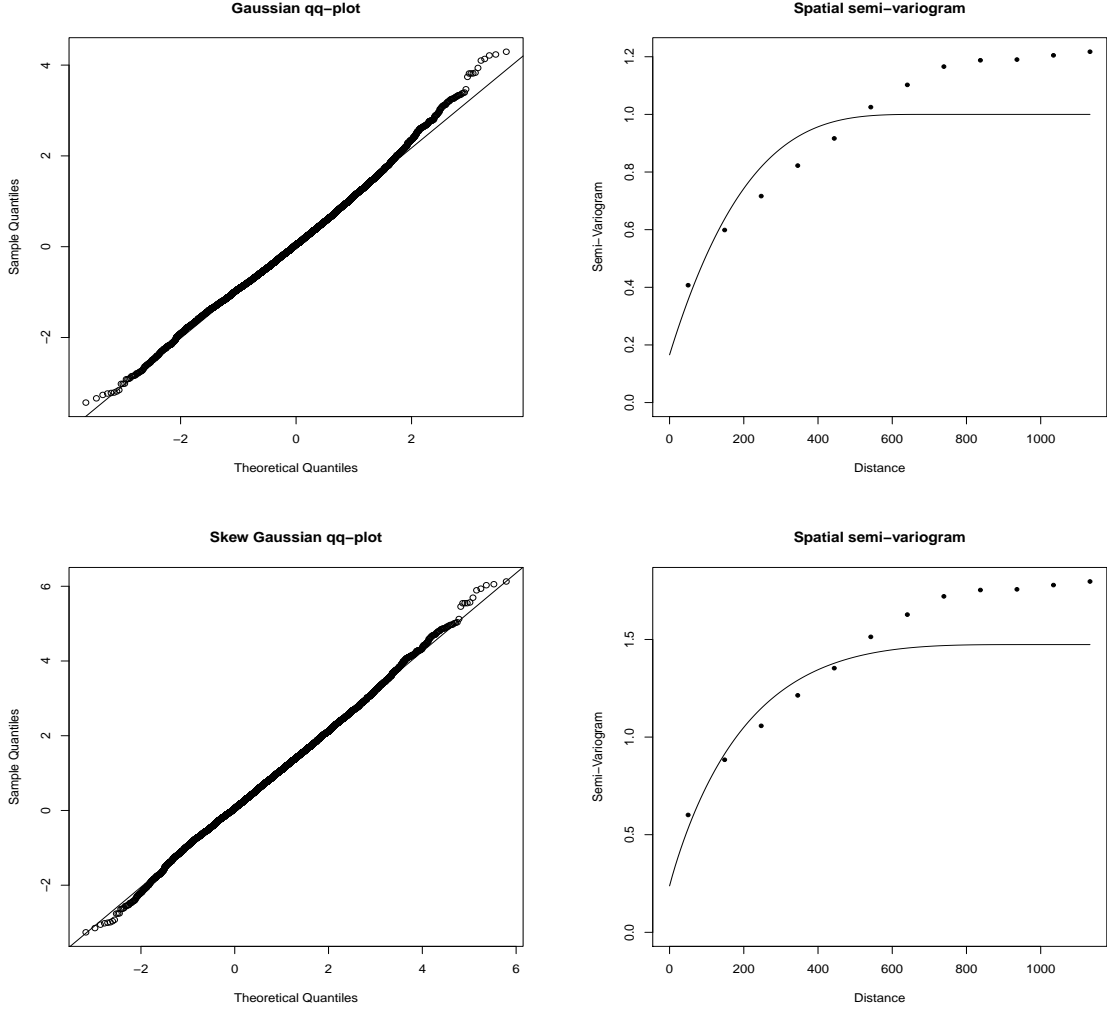 Gaussian qq−plot
Sample Quantiles
4
2
0
−2
−2 0 2
Theoretical Quantiles
Spatial semi−variogram
Semi−Variogram
1.2
1.0
0.8
0.6
0.4
0.2
0.0
0 200 400 600 800 1000
Distance
Skew Gaussian qq−plot
Sample Quantiles
6
4
2
0
−2
−2 0 2 4 6
Theoretical Quantiles
Spatial semi−variogram
Semi−Variogram
1.5
1.0
0.5
0.0
0 200 400 600 800 1000
Distance